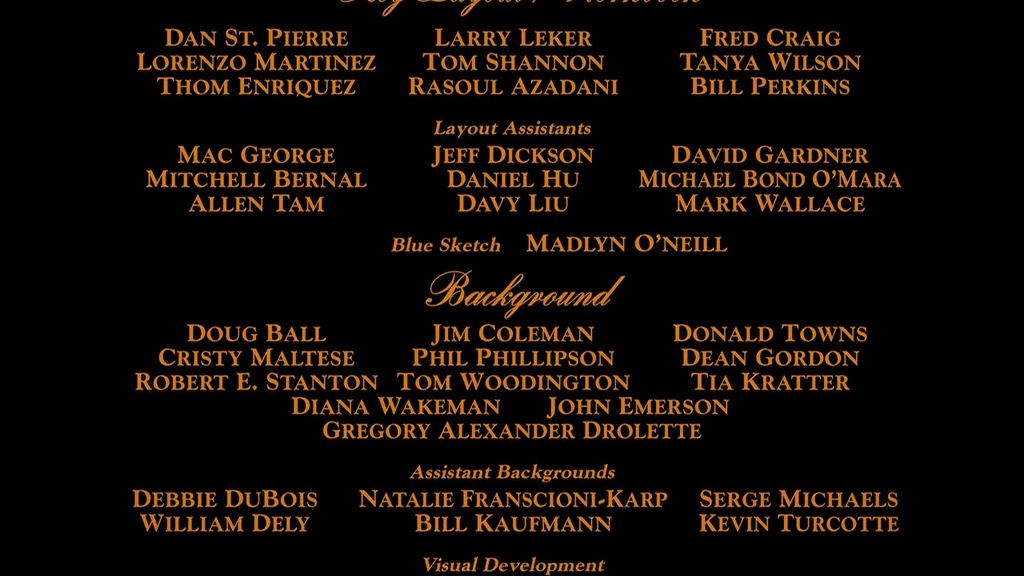 DAN ST. PIERRE LARRY LEKER FRED CRAIG
LORENZO MARTINEZ TOM SHANNON TANYA WILSON
THOM ENRIQUEZ RASOUL AZADANI BILL PERKINS
Layout Assistants
MAC GEORGE JEFF DICKSON DAVID GARDNER
MITCHELL BERNAL DANIEL HU MICHAEL BOND O'MARA
ALLEN TAM DAVY LIU MARK WALLACE
Blue Sketch MADLYN O'NEILL
Background
DOUG BALL JIM COLEMAN DONALD TOWNS
CRISTY MALTESE PHIL PHILLIPSON DEAN GORDON
ROBERT E. STANTON TOM WOODINGTON TIA KRATTER
DIANA WAKEMAN JOHN EMERSON
GREGORY ALEXANDER DROLETTE
Assistant Backgrounds
DEBBIE DUBOIS NATALIE FRANSCIONI-KARP SERGE MICHAELS
WILLIAM DELY BILL KAUFMANN KEVIN TURCOTTE
Visual Development